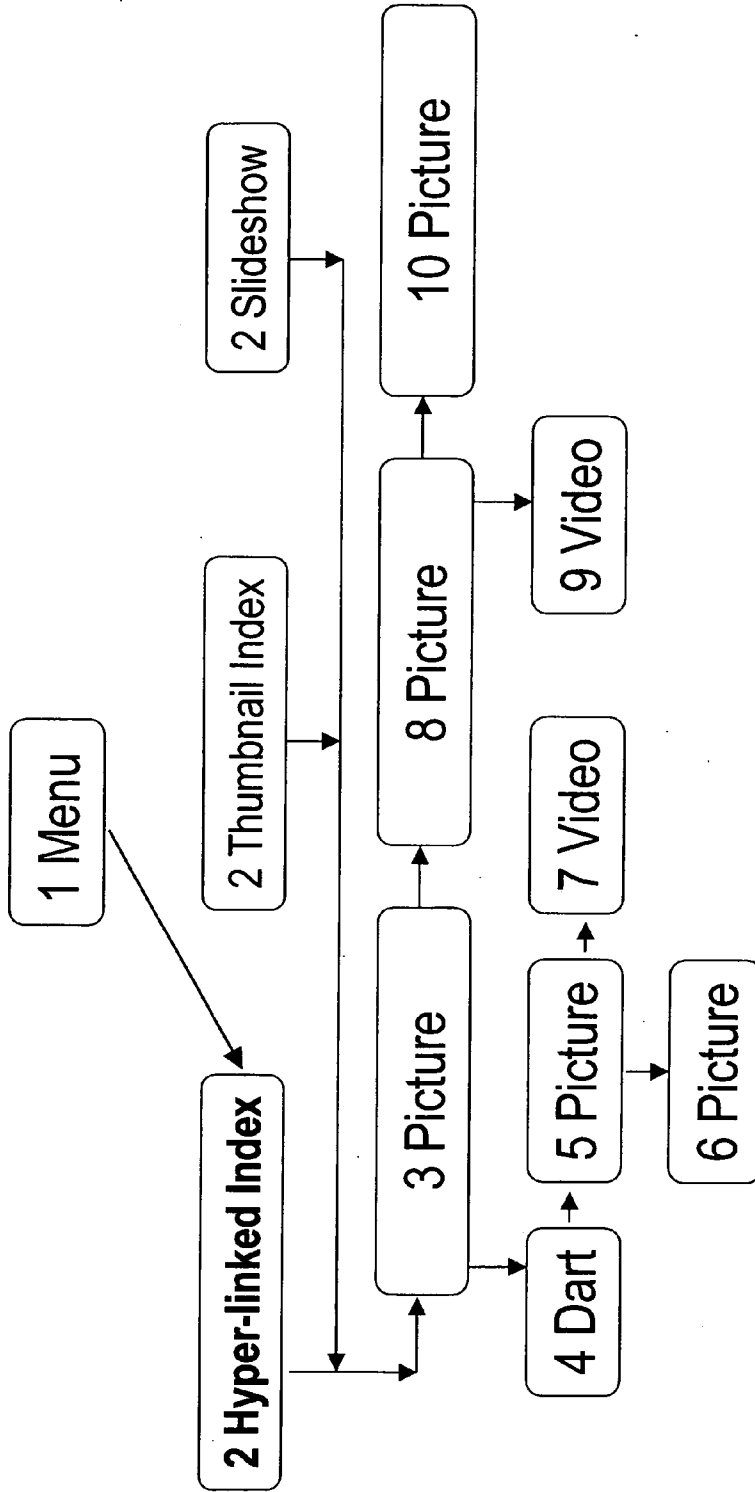 1 Menu
2 Hyper-linked Index
2 Thumbnail Index
2 Slideshow
3 Picture
8 Picture
10 Picture
4 Dart
5 Picture
7 Video
9 Video
6 Picture